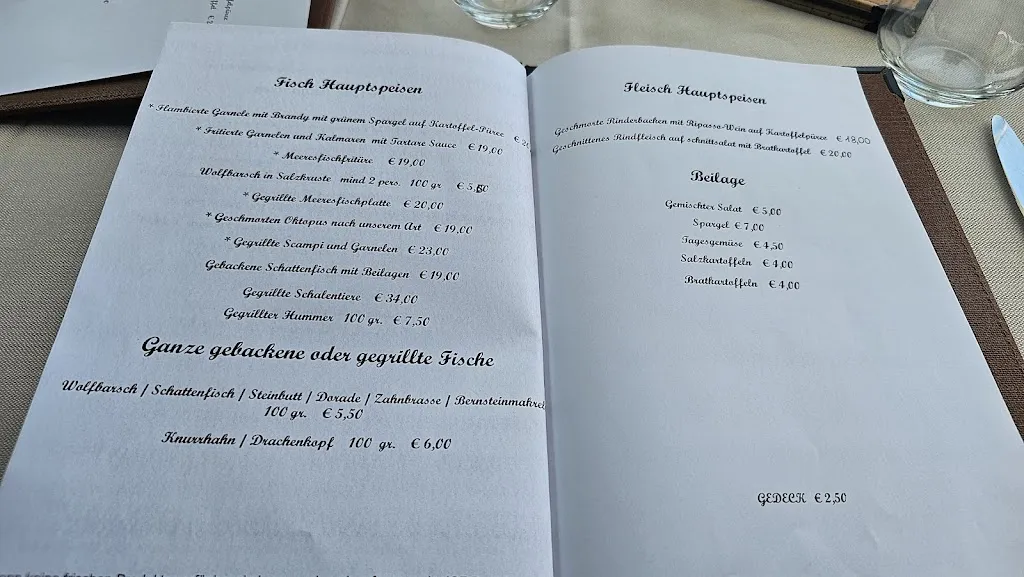 Fisch Hauptspeisen
* Flambierte Garnele mit Brandy mit grünem Spargel auf Kartoffel-Püree €
* Fritierte Garnelen und Kalmaren mit Tartare Sauce € 19,00
* Meeresfischfritüre € 19,00
Wolfbarsch in Salzkruste mind 2 pers. 100 gr € 5,50
* Gegrillte Meeresfischplatte € 20,00
* Geschmorten Oktopus nach unserem Art € 19,00
* Gegrillte Scampi und Garnelen € 23,00
Gebackene Schattenfisch mit Beilagen € 19,00
Gegrillte Schalentiere € 34,00
Gegrillter Hummer 100 gr. € 7,50
Ganze gebackene oder gegrillte Fische
Wolfbarsch / Schattenfisch / Steinbutt / Dorade / Zahnbrasse / Bernsteinmakrel
100 gr. € 5,50
Knurrhahn / Drachenkopf 100 gr. € 6,00
Fleisch Hauptspeisen
Geschmorte Rinderbacken mit Ripasso-Wein auf Kartoffelpüree € 18,00
Geschnittenes Rindfleisch auf schnittsalat mit Bratkartoffel € 20,00
Beilage
Gemischter Salat € 5,00
Spargel € 7,00
Tagesgemüse € 4,50
Salzkartoffeln € 4,00
Bratkartoffeln € 4,00
GEDECK € 2,50